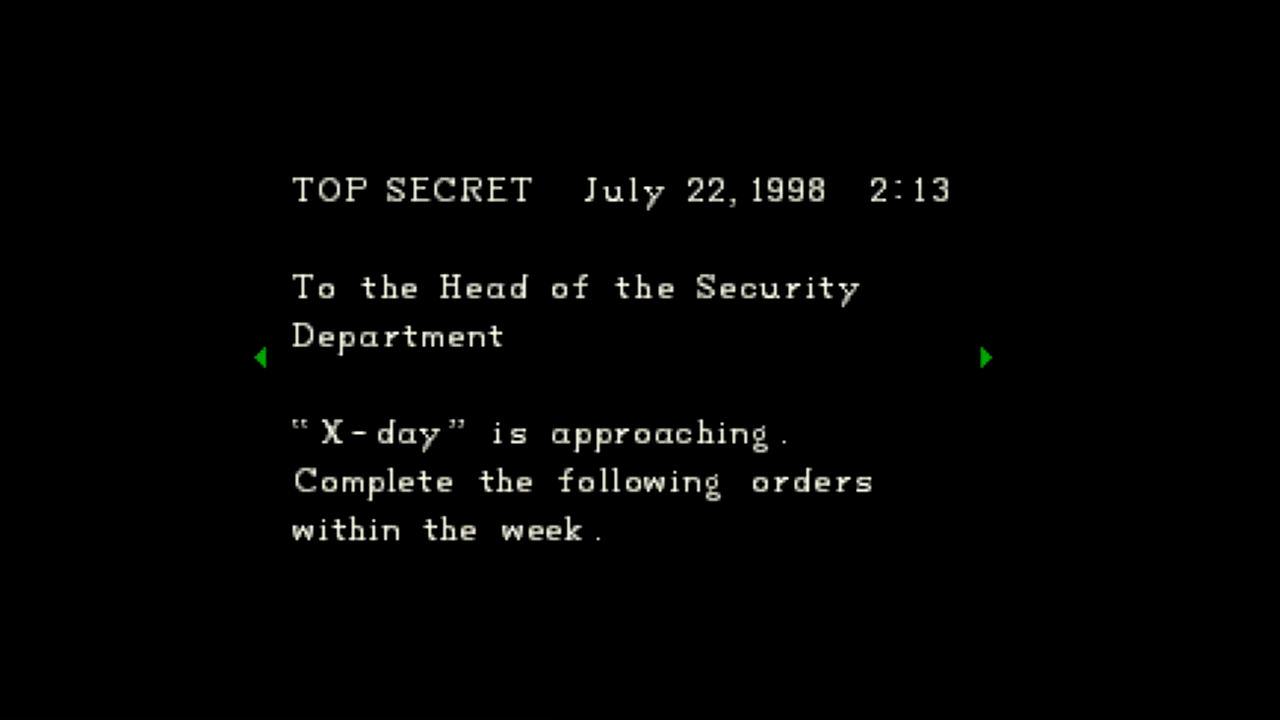 TOP SECRET July 22, 1998 2:13
To the Head of the Security
Department
“X-day” is approaching.
Complete the following orders
within the week.